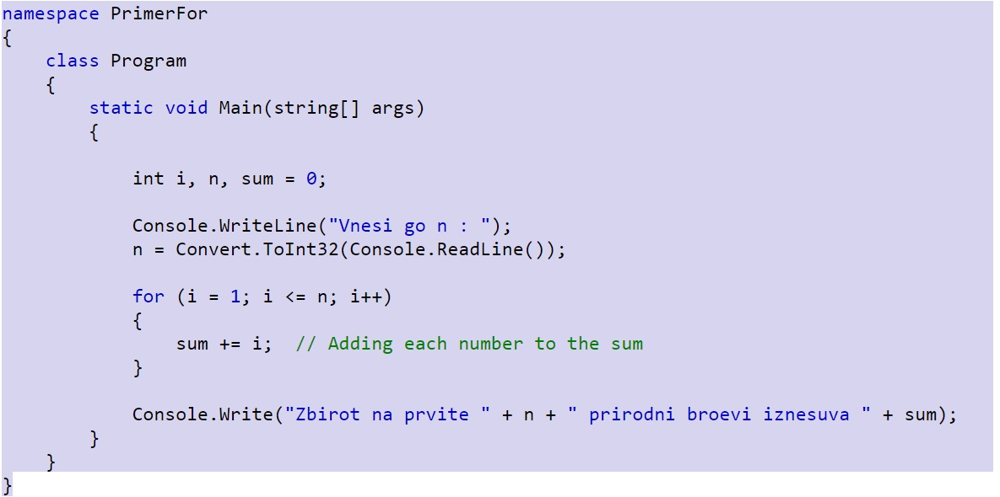 namespace PrimerFor
{
    class Program
    {
        static void Main(string[] args)
        {

            int i, n, sum = 0;

            Console.WriteLine("Vnesi go n : ");
            n = Convert.ToInt32(Console.ReadLine());

            for (i = 1; i <= n; i++)
            {
                sum += i;  // Adding each number to the sum
            }

            Console.Write("Zbirot na prvite " + n + " prirodni broevi iznesuva " + sum);
        }
    }
}